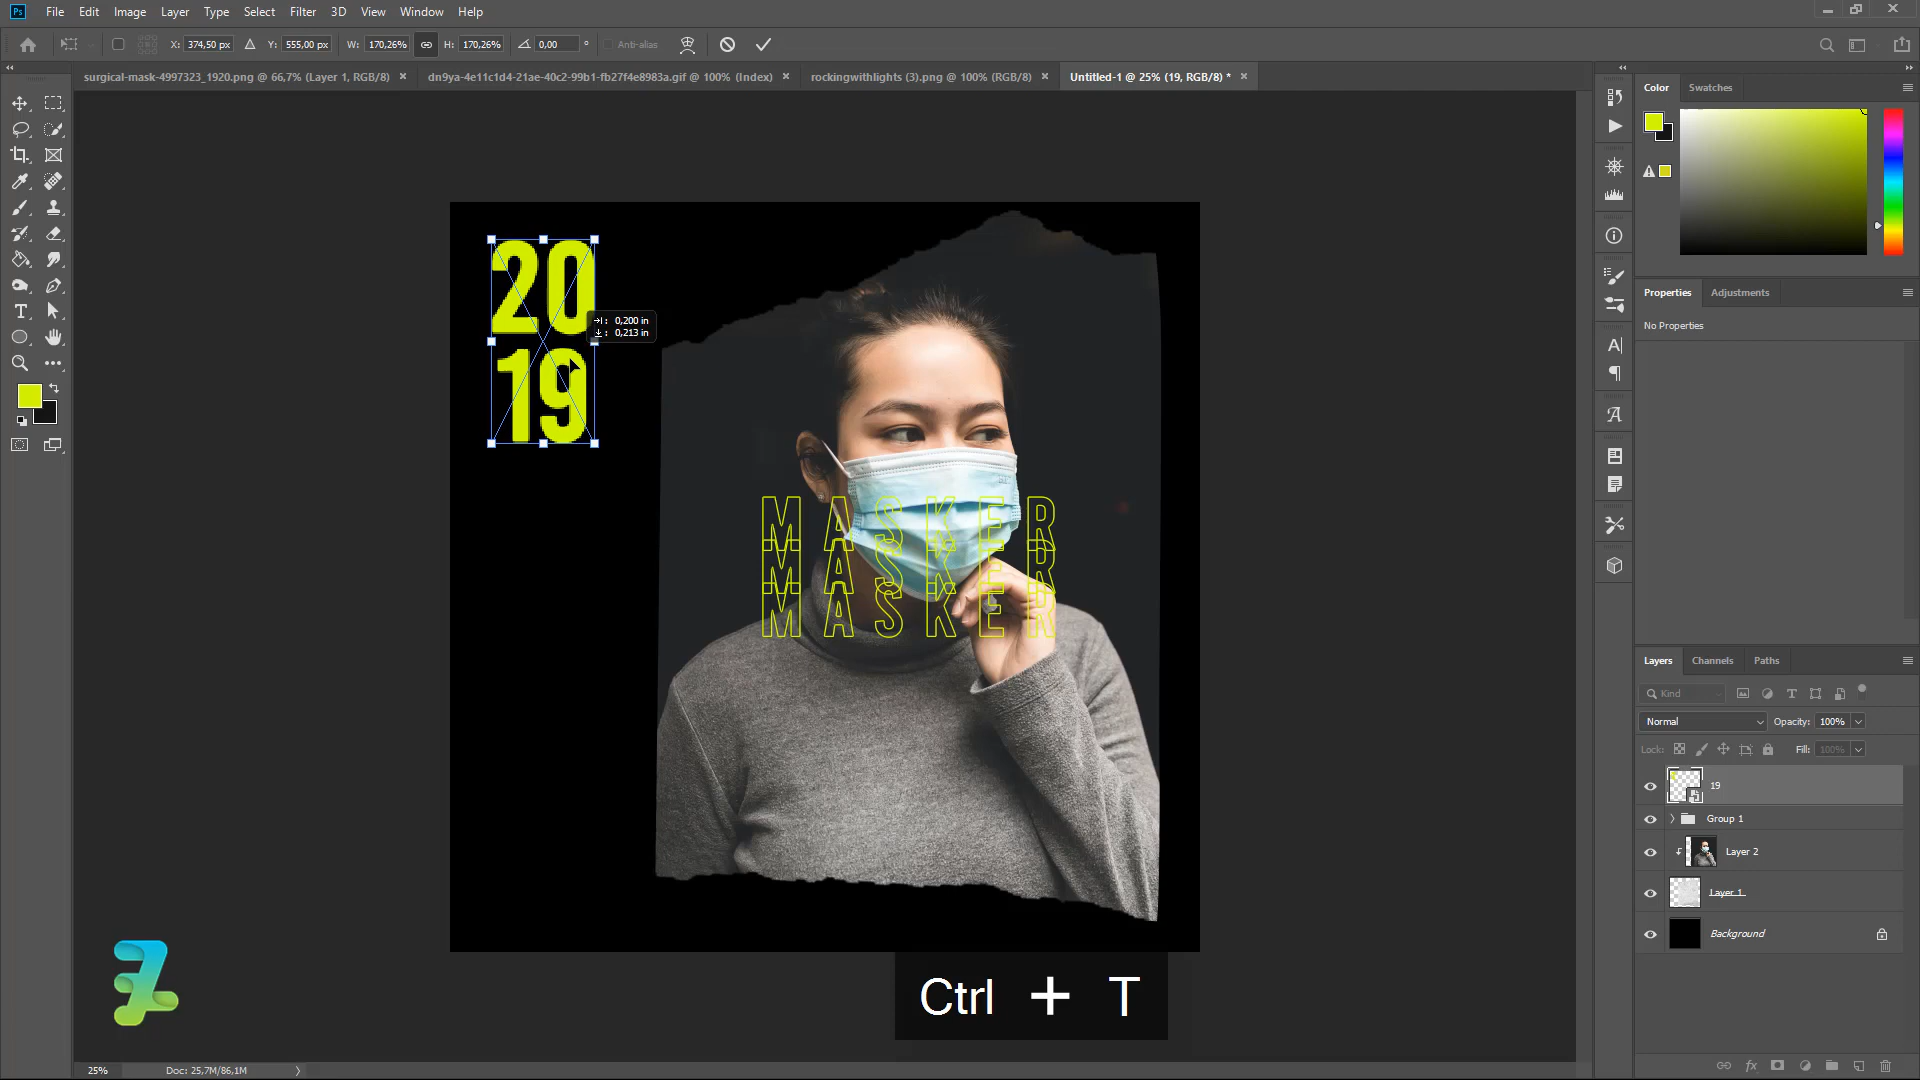 Ps File Edit Image Layer Type Select Filter 3D View Window Help
X: 374,50 px Y: 555,00 px W: 170,26% H: 170,26% 0,00 ° Anti-alias
surgical-mask-4997323_1920.png @ 66,7% (Layer 1, RGB/8) × dn9ya-4e11c1d4-21ae-40c2-99b1-fb27f4e8983a.gif @ 100% (Index) × rockingwithlights (3).png @ 100% (RGB/8) × Untitled-1 @ 25% (19, RGB/8) * ×
Color Swatches
20
19
0,200 in
0,213 in
MASKER
MASKER
MASKER
Properties Adjustments
No Properties
Layers Channels Paths
Kind
Normal Opacity: 100%
Lock: Fill: 100%
19
Group 1
Layer 2
Layer 1
Background
Ctrl + T
25% Doc: 25,7M/86,1M